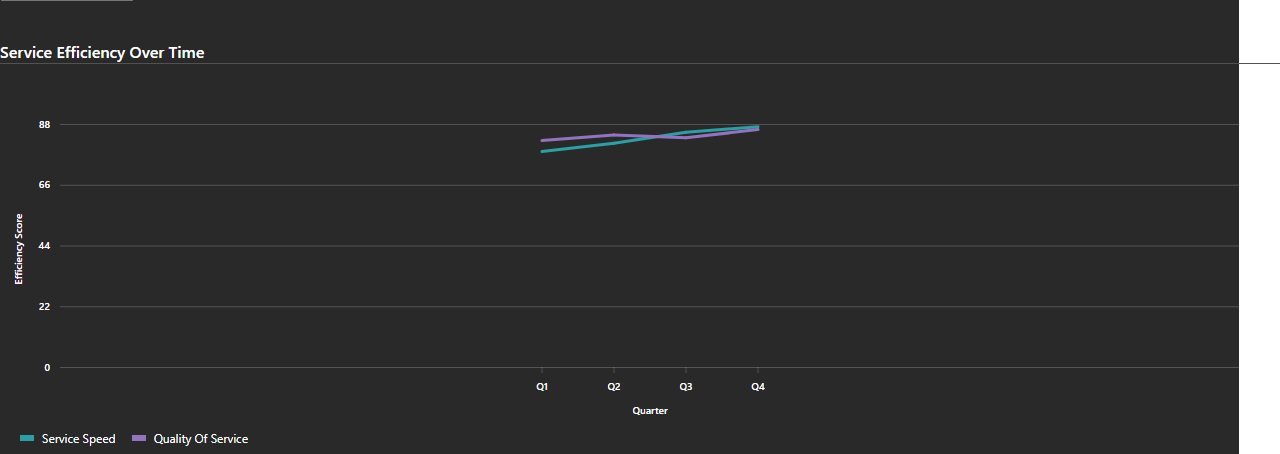 Service Efficiency Over Time
88
66
44
22
0
Efficiency Score
Q1 Q2 Q3 Q4
Quarter
Service Speed Quality Of Service